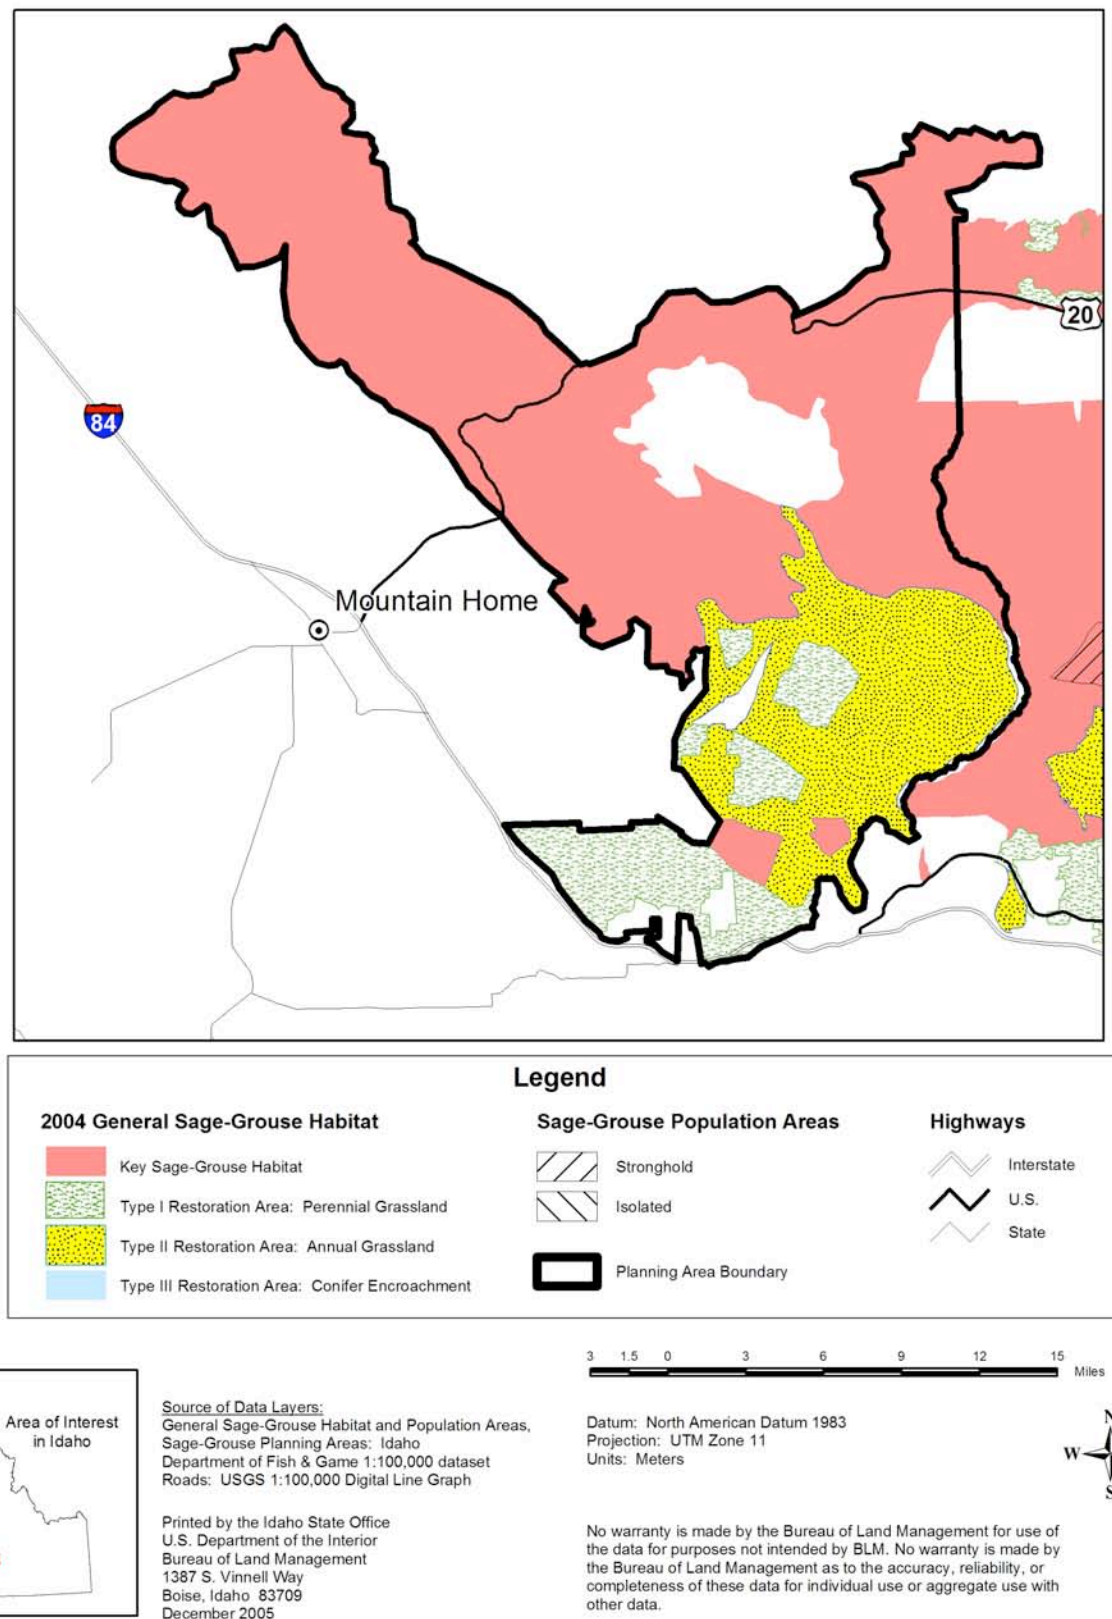 20
84
Mountain Home
Legend
2004 General Sage-Grouse Habitat
Key Sage-Grouse Habitat
Type I Restoration Area: Perennial Grassland
Type II Restoration Area: Annual Grassland
Type III Restoration Area: Conifer Encroachment
Sage-Grouse Population Areas
Stronghold
Isolated
Planning Area Boundary
Highways
Interstate
U.S.
State
3 1.5 0 3 6 9 12 15
Miles
Area of Interest
in Idaho
Source of Data Layers:
General Sage-Grouse Habitat and Population Areas,
Sage-Grouse Planning Areas: Idaho
Department of Fish & Game 1:100,000 dataset
Roads: USGS 1:100,000 Digital Line Graph
Printed by the Idaho State Office
U.S. Department of the Interior
Bureau of Land Management
1387 S. Vinnell Way
Boise, Idaho 83709
December 2005
Datum: North American Datum 1983
Projection: UTM Zone 11
Units: Meters
N
W
S
No warranty is made by the Bureau of Land Management for use of
the data for purposes not intended by BLM. No warranty is made by
the Bureau of Land Management as to the accuracy, reliability, or
completeness of these data for individual use or aggregate use with
other data.